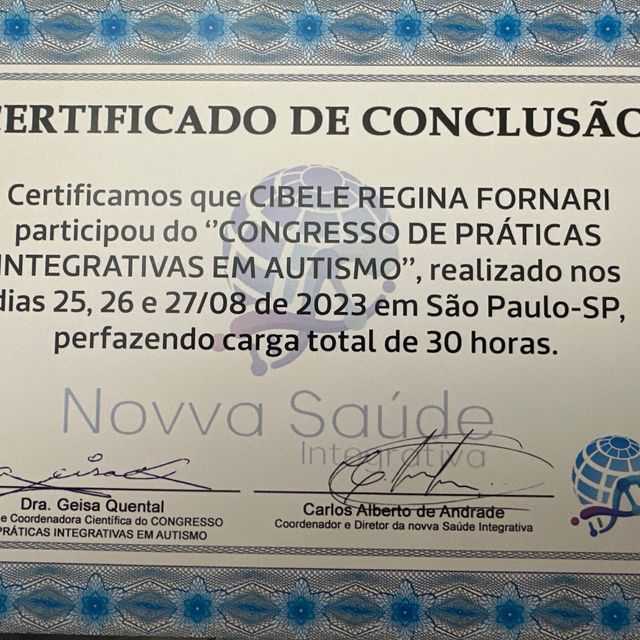 CERTIFICADO DE CONCLUSÃO
Certificamos que CIBELE REGINA FORNARI
participou do “CONGRESSO DE PRÁTICAS
INTEGRATIVAS EM AUTISMO”, realizado nos
dias 25, 26 e 27/08 de 2023 em São Paulo-SP,
perfazendo carga total de 30 horas.
Novva Saúde
Integrativa
Dra. Geisa Quental
e Coordenadora Científica do CONGRESSO
PRÁTICAS INTEGRATIVAS EM AUTISMO
Carlos Alberto de Andrade
Coordenador e Diretor da novva Saúde Integrativa